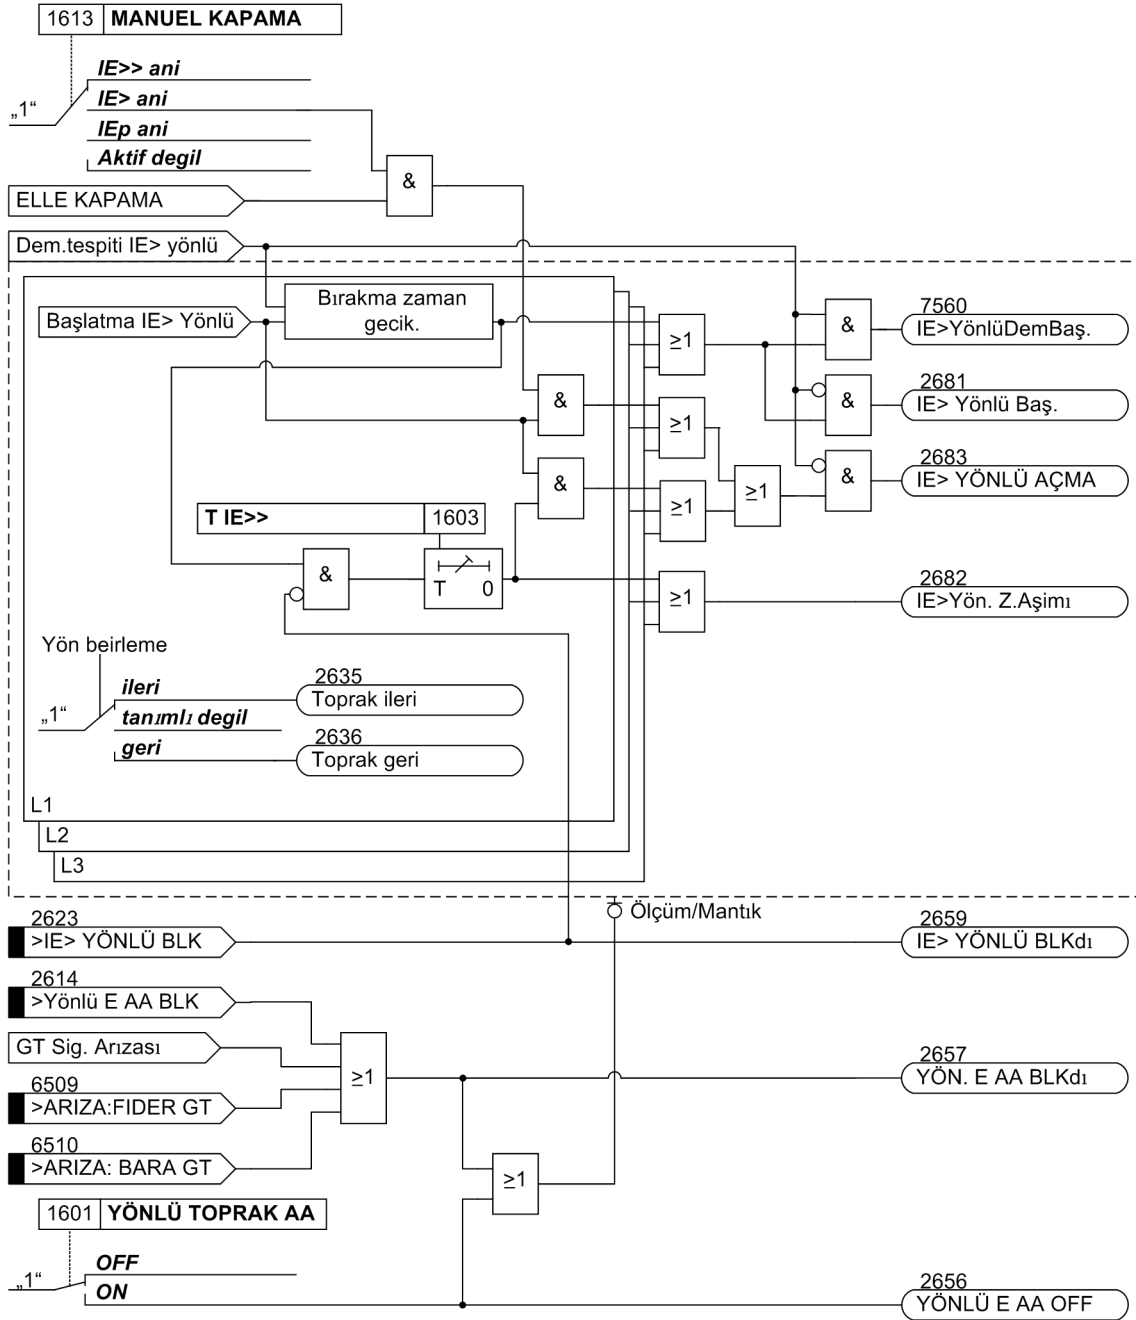 1613 MANUEL KAPAMA
IE>> ani
IE> ani
„1“
IEp ani
Aktif degil
&
ELLE KAPAMA
Dem.tespiti IE> yönlü
Başlatma IE> Yönlü
Bırakma zaman
gecik.
≥1
&
7560
IE>YönlüDemBaş.
&
≥1
&
2681
IE> Yönlü Baş.
&
≥1
≥1
&
2683
IE> YÖNLÜ AÇMA
T IE>> 1603
&
T 0
≥1
2682
IE>Yön. Z.Aşimı
Yön beirleme
ileri
„1“
tanımlı degil
geri
2635
Toprak ileri
2636
Toprak geri
L1
L2
L3
Ölçüm/Mantık
2623
>IE> YÖNLÜ BLK
2659
IE> YÖNLÜ BLKdı
2614
>Yönlü E AA BLK
GT Sig. Arızası
≥1
2657
YÖN. E AA BLKdı
6509
>ARIZA:FIDER GT
6510
>ARIZA: BARA GT
≥1
1601 YÖNLÜ TOPRAK AA
OFF
„1“
ON
2656
YÖNLÜ E AA OFF